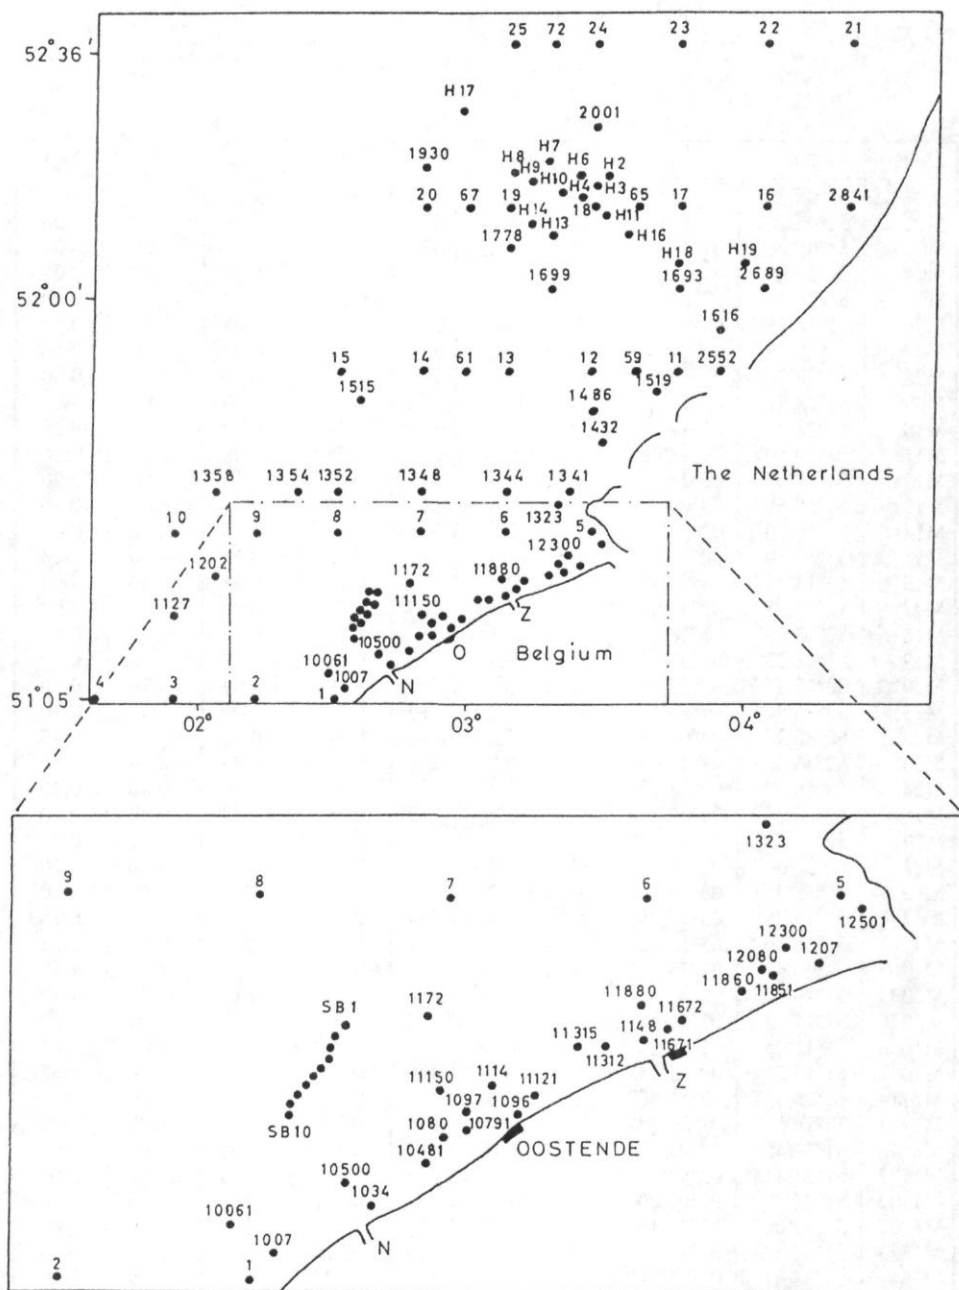 25 72 24 23 22 21
52° 36'
H17
2001
H7
1930 H8 H6 H2
H9
H10 H4 H3
20 67 19 18 65 17 16 2841
H14 H11
H13 H16
1778
H18 H19
1699 1693 2689
52° 00'
1616
15 14 61 13 12 59 11 2552
1515 1519
1486
1432
The Netherlands
1356 1354 1352 1348 1344 1341
1323
10 9 8 7 6 5
12300
1202 1172 11880
1127 11150
Z
10500 O Belgium
10061
1007 N
51° 05' 4 3 2 1
02° 03° 04°
1323
9 8 7 6 5
12501
12300
12080 1207
11860 11851
SB1 1172 11880 11672
1148
11315 11312 11671
Z
11150 1114 11121
1097 1096
SB10 1080 10791
OOSTENDE
10481
10500 1034
10061 N
1007
2 1